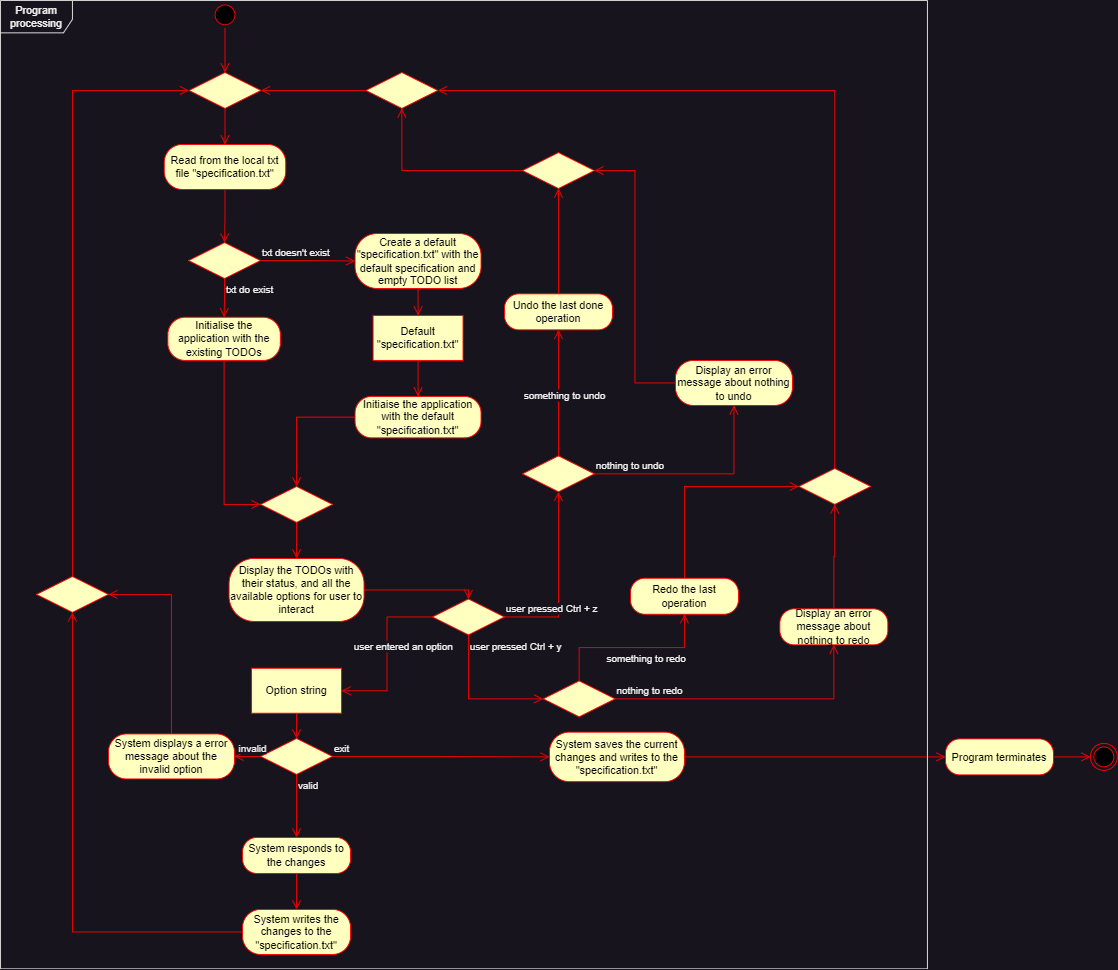 Program
processing
Read from the local txt
file "specification.txt"
txt doesn't exist
Create a default
"specification.txt" with the
default specification and
empty TODO list
txt do exist
Initialise the
application with the
existing TODOs
Default
"specification.txt"
Undo the last done
operation
Display an error
message about nothing
to undo
something to undo
Initiaise the application
with the default
"specification.txt"
nothing to undo
Display the TODOs with
their status, and all the
available options for user to
interact
Redo the last
operation
user pressed Ctrl + z
Display an error
message about
nothing to redo
user entered an option
user pressed Ctrl + y
something to redo
Option string
nothing to redo
System displays a error
message about the
invalid option
invalid
exit
System saves the current
changes and writes to the
"specification.txt"
Program terminates
valid
System responds to
the changes
System writes the
changes to the
"specification.txt"